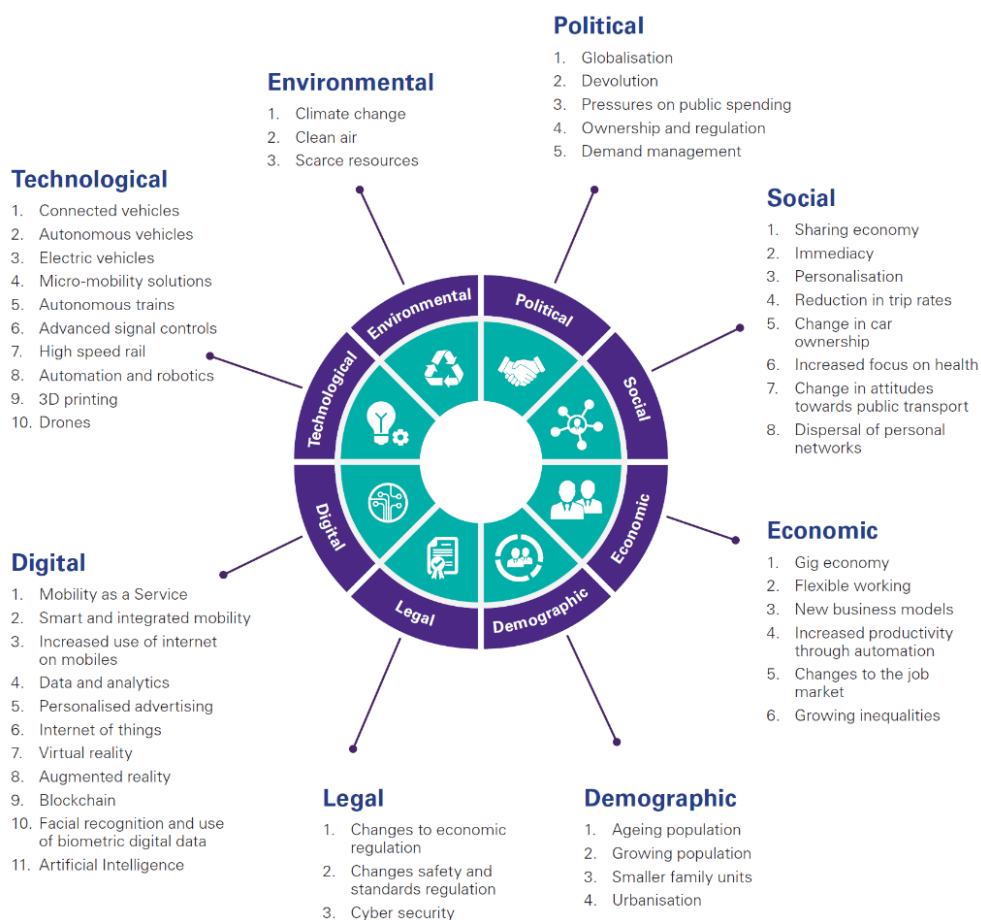 Political
1. Globalisation
2. Devolution
3. Pressures on public spending
4. Ownership and regulation
5. Demand management
Environmental
1. Climate change
2. Clean air
3. Scarce resources
Technological
1. Connected vehicles
2. Autonomous vehicles
3. Electric vehicles
4. Micro-mobility solutions
5. Autonomous trains
6. Advanced signal controls
7. High speed rail
8. Automation and robotics
9. 3D printing
10. Drones
Social
1. Sharing economy
2. Immediacy
3. Personalisation
4. Reduction in trip rates
5. Change in car
ownership
6. Increased focus on health
7. Change in attitudes
towards public transport
8. Dispersal of personal
networks
Environmental
Political
Social
Economic
Demographic
Legal
Digital
Technological
Economic
1. Gig economy
2. Flexible working
3. New business models
4. Increased productivity
through automation
5. Changes to the job
market
6. Growing inequalities
Digital
1. Mobility as a Service
2. Smart and integrated mobility
3. Increased use of internet
on mobiles
4. Data and analytics
5. Personalised advertising
6. Internet of things
7. Virtual reality
8. Augmented reality
9. Blockchain
10. Facial recognition and use
of biometric digital data
11. Artificial Intelligence
Legal
1. Changes to economic
regulation
2. Changes safety and
standards regulation
3. Cyber security
Demographic
1. Ageing population
2. Growing population
3. Smaller family units
4. Urbanisation